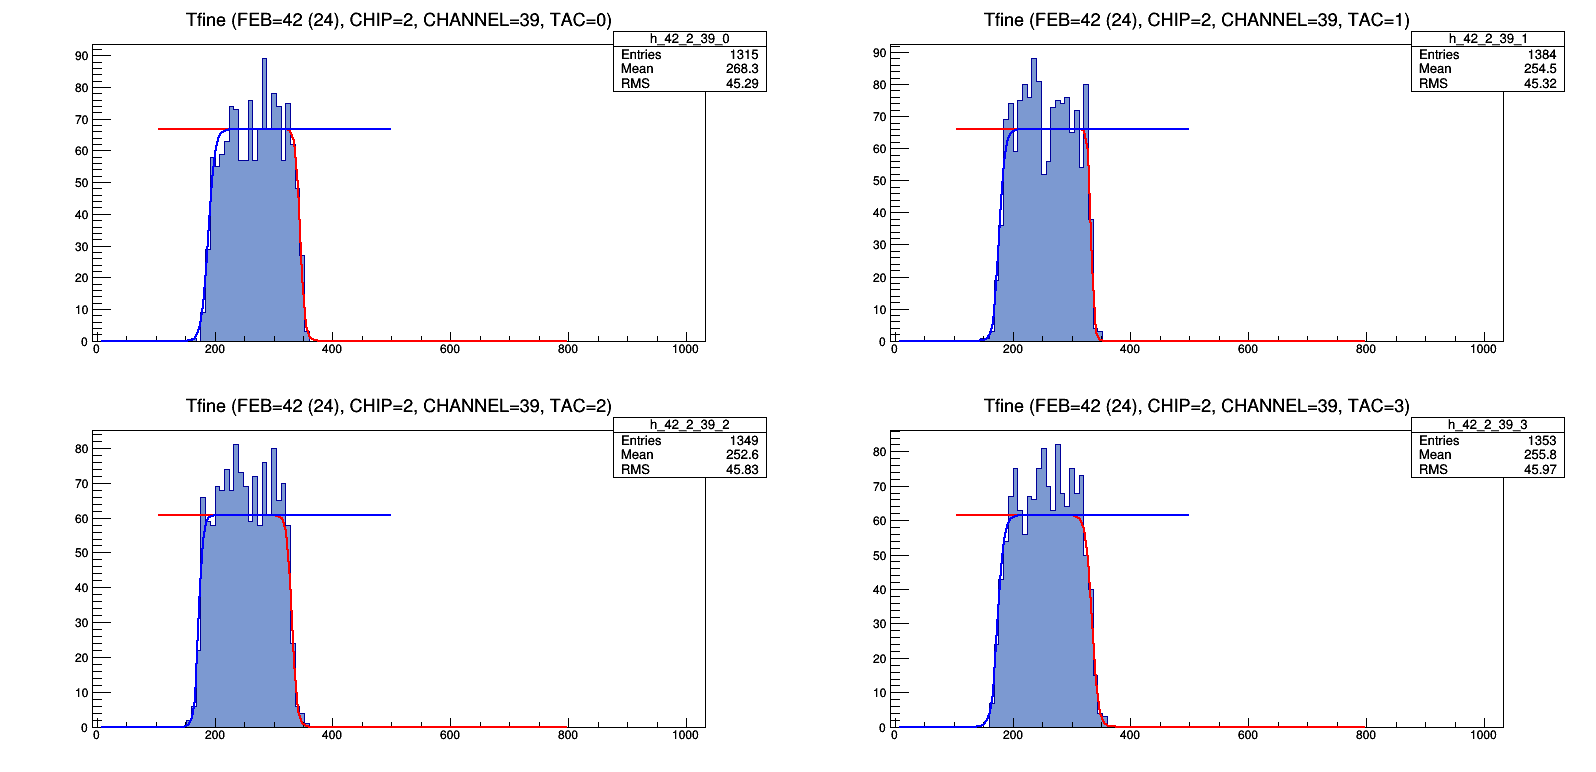 Tfine (FEB=42 (24), CHIP=2, CHANNEL=39, TAC=0)
h_42_2_39_0
Entries 1315
Mean 268.3
RMS 45.29
90
80
70
60
50
40
30
20
10
0
0 200 400 600 800 1000
Tfine (FEB=42 (24), CHIP=2, CHANNEL=39, TAC=1)
h_42_2_39_1
Entries 1384
Mean 254.5
RMS 45.32
90
80
70
60
50
40
30
20
10
0
0 200 400 600 800 1000
Tfine (FEB=42 (24), CHIP=2, CHANNEL=39, TAC=2)
h_42_2_39_2
Entries 1349
Mean 252.6
RMS 45.83
80
70
60
50
40
30
20
10
0
0 200 400 600 800 1000
Tfine (FEB=42 (24), CHIP=2, CHANNEL=39, TAC=3)
h_42_2_39_3
Entries 1353
Mean 255.8
RMS 45.97
80
70
60
50
40
30
20
10
0
0 200 400 600 800 1000